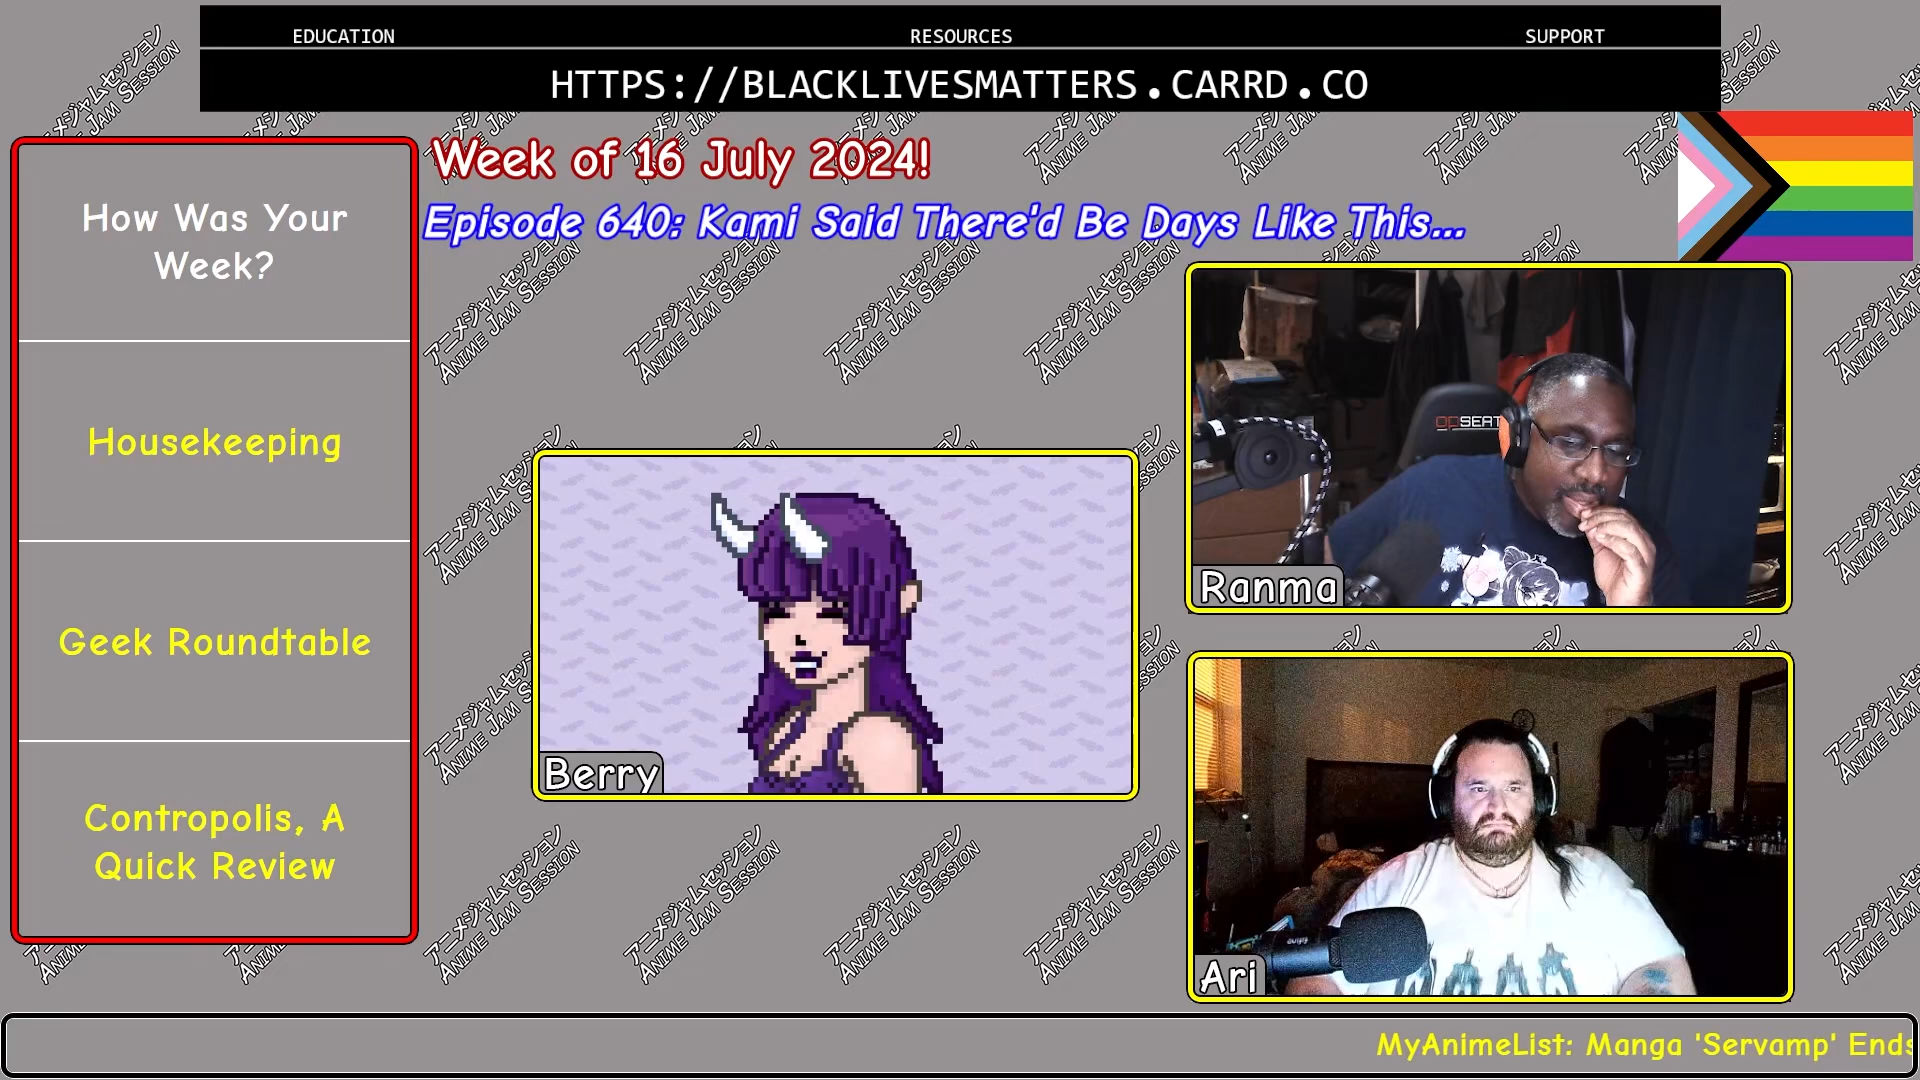 EDUCATION RESOURCES SUPPORT
HTTPS://BLACKLIVESMATTERS.CARRD.CO
Week of 16 July 2024!
Episode 640: Kami Said There'd Be Days Like This...
How Was Your
Week?
Housekeeping
Geek Roundtable
Contropolis, A
Quick Review
アニメジャムセッション
ANIME JAM SESSION
OPSEAT
Ranma
Berry
Ari
fifine
MyAnimeList: Manga 'Servamp' Ends